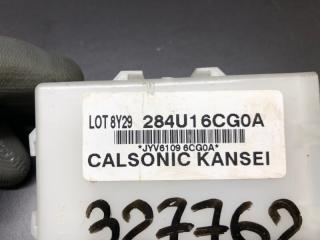 LOT 8Y29 284U16CG0A
*JYV6109 6CG0A*
CALSONIC KANSEI
327762